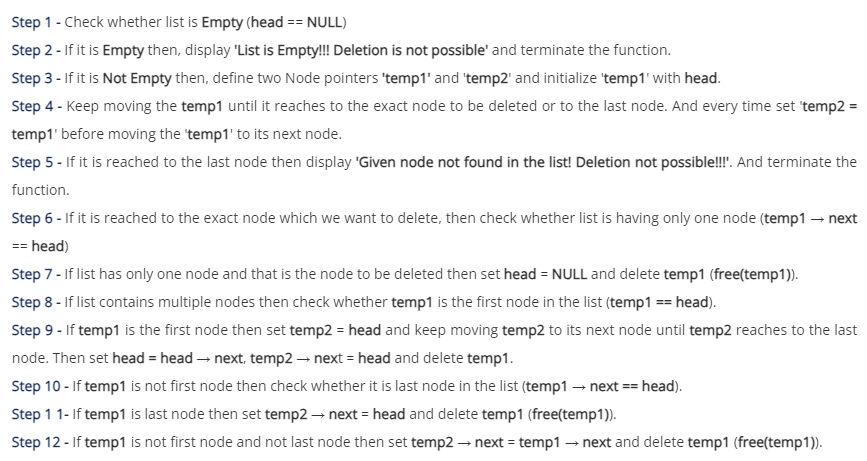 Step 1 - Check whether list is Empty (head == NULL)
Step 2 - If it is Empty then, display 'List is Empty!!! Deletion is not possible' and terminate the function.
Step 3 - If it is Not Empty then, define two Node pointers 'temp1' and 'temp2' and initialize 'temp1' with head.
Step 4 - Keep moving the temp1 until it reaches to the exact node to be deleted or to the last node. And every time set 'temp2 =
temp1' before moving the 'temp1' to its next node.
Step 5 - If it is reached to the last node then display 'Given node not found in the list! Deletion not possible!!!'. And terminate the
function.
Step 6 - If it is reached to the exact node which we want to delete, then check whether list is having only one node (temp1 → next
== head)
Step 7 - If list has only one node and that is the node to be deleted then set head = NULL and delete temp1 (free(temp1)).
Step 8 - If list contains multiple nodes then check whether temp1 is the first node in the list (temp1 == head).
Step 9 - If temp1 is the first node then set temp2 = head and keep moving temp2 to its next node until temp2 reaches to the last
node. Then set head = head → next, temp2 → next = head and delete temp1.
Step 10 - If temp1 is not first node then check whether it is last node in the list (temp1 → next == head).
Step 1 1- If temp1 is last node then set temp2 → next = head and delete temp1 (free(temp1)).
Step 12 - If temp1 is not first node and not last node then set temp2 → next = temp1 → next and delete temp1 (free(temp1)).